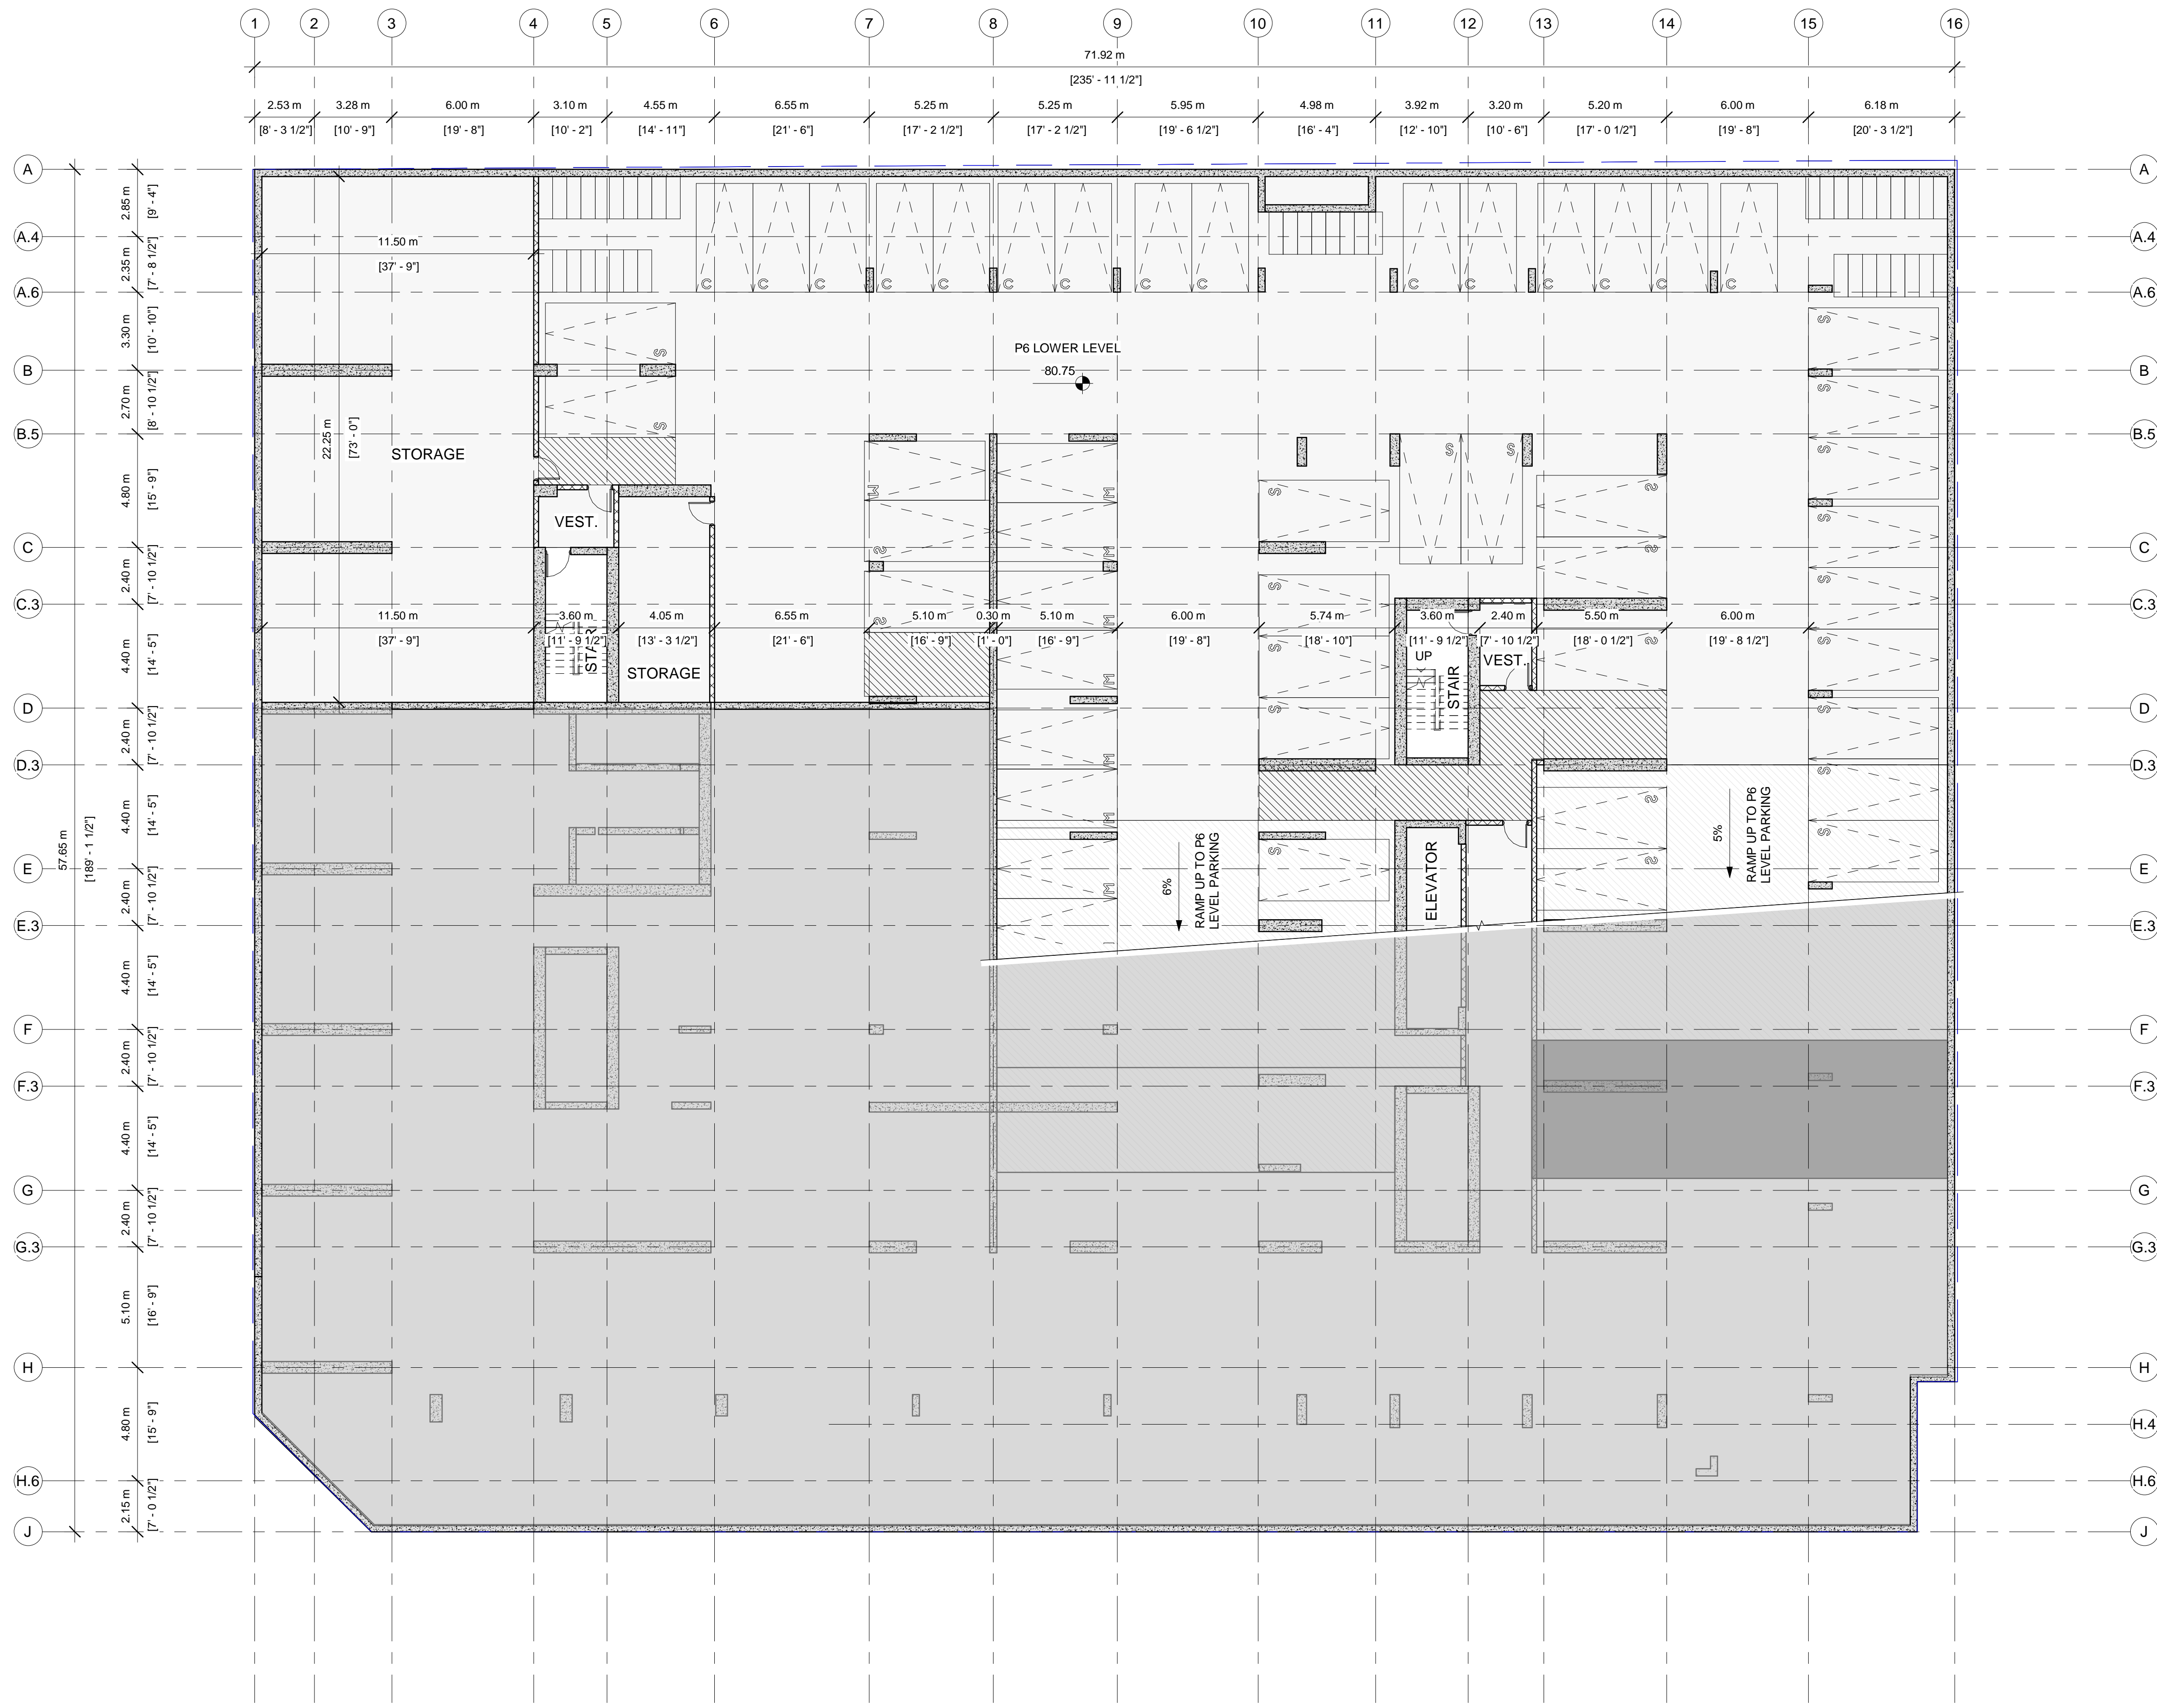 1 2 3 4 5 6 7 8 9 10 11 12 13 14 15 16
71.92 m
[235' - 11 1/2"]
2.53 m 3.28 m 6.00 m 3.10 m 4.55 m 6.55 m 5.25 m 5.25 m 5.95 m 4.98 m 3.92 m 3.20 m 5.20 m 6.00 m 6.18 m
[8' - 3 1/2"] [10' - 9"] [19' - 8"] [10' - 2"] [14' - 11"] [21' - 6"] [17' - 2 1/2"] [17' - 2 1/2"] [19' - 6 1/2"] [16' - 4"] [12' - 10"] [10' - 6"] [17' - 0 1/2"] [19' - 8"] [20' - 3 1/2"]
A A
2.85 m
[9' - 4"]
A.4 A.4
11.50 m
[37' - 9"]
2.35 m
[7' - 8 1/2"]
C C C C C C C C C C C C C C
A.6 A.6
3.30 m
[10' - 10"]
S
S
P6 LOWER LEVEL
80.75
B B
2.70 m
[8' - 10 1/2"]
S
S
B.5 B.5
22.25 m
[73' - 0"]
STORAGE
S S
S
4.80 m
[15' - 9"]
M
M
S
S
S
VEST.
C C
S
M
S
2.40 m
[7' - 10 1/2"]
S
C.3 C.3
11.50 m 3.60 m 4.05 m 6.55 m 5.10 m 0.30 m 5.10 m 6.00 m 5.74 m 3.60 m 2.40 m 5.50 m 6.00 m
[37' - 9"] [11' - 9 1/2"] [13' - 3 1/2"] [21' - 6"] [16' - 9"] [1' - 0"] [16' - 9"] [19' - 8"] [18' - 10"] [11' - 9 1/2"] [7' - 10 1/2"] [18' - 0 1/2"] [19' - 8 1/2"]
S
M
S
S
S
STAIR
UP
VEST.
4.40 m
[14' - 5"]
STORAGE
M
STAIR
D D
S
S
2.40 m
[7' - 10 1/2"]
M
D.3 D.3
S
4.40 m
[14' - 5"]
M
S
57.65 m
[189' - 1 1/2"]
6%
RAMP UP TO P6
LEVEL PARKING
5%
RAMP UP TO P6
LEVEL PARKING
S
S
ELEVATOR
E E
S
M
2.40 m
[7' - 10 1/2"]
E.3 E.3
4.40 m
[14' - 5"]
F F
2.40 m
[7' - 10 1/2"]
F.3 F.3
4.40 m
[14' - 5"]
G G
2.40 m
[7' - 10 1/2"]
G.3 G.3
5.10 m
[16' - 9"]
H H
4.80 m
[15' - 9"]
H.4
H.6 H.6
2.15 m
[7' - 0 1/2"]
J J